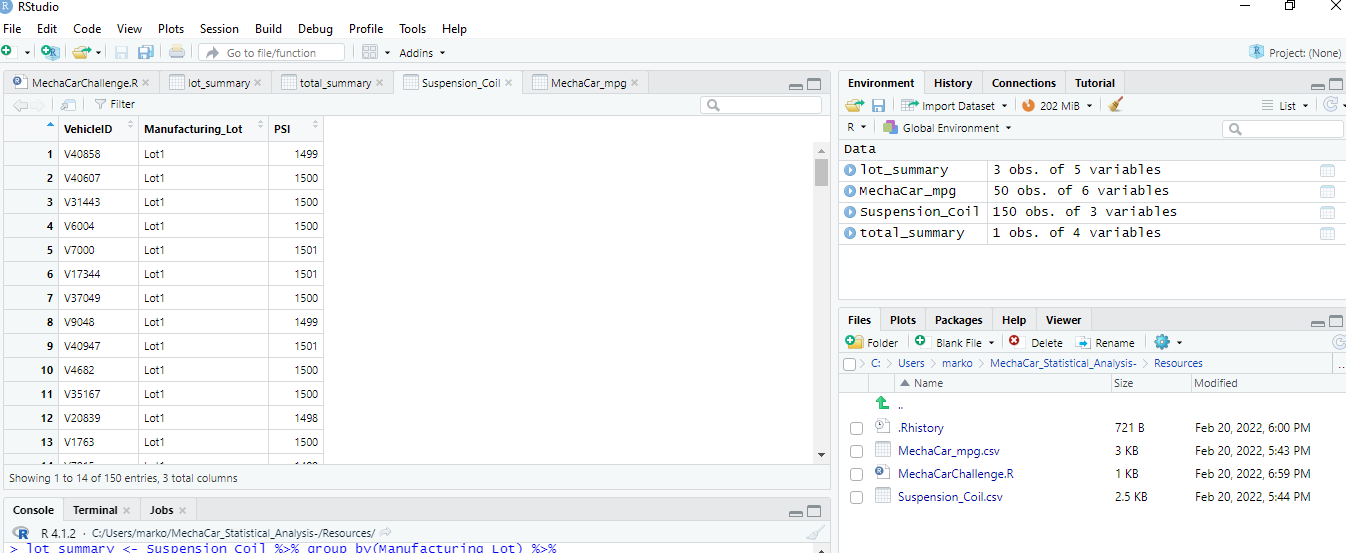 RStudio
File Edit Code View Plots Session Build Debug Profile Tools Help
Go to file/function Addins Project: (None)
MechaCarChallenge.R lot_summary total_summary Suspension_Coil MechaCar_mpg
Filter
VehicleID Manufacturing_Lot PSI
1 V40858 Lot1 1499
2 V40607 Lot1 1500
3 V31443 Lot1 1500
4 V6004 Lot1 1500
5 V7000 Lot1 1501
6 V17344 Lot1 1501
7 V37049 Lot1 1500
8 V9048 Lot1 1499
9 V40947 Lot1 1501
10 V4682 Lot1 1500
11 V35167 Lot1 1500
12 V20839 Lot1 1498
13 V1763 Lot1 1500
Showing 1 to 14 of 150 entries, 3 total columns
Console Terminal Jobs
R 4.1.2 · C:/Users/marko/MechaCar_Statistical_Analysis-/Resources/
> lot_summary <- Suspension_Coil %>% group_by(Manufacturing_Lot) %>%
Environment History Connections Tutorial
Import Dataset 202 MiB List
R Global Environment
Data
lot_summary 3 obs. of 5 variables
MechaCar_mpg 50 obs. of 6 variables
Suspension_Coil 150 obs. of 3 variables
total_summary 1 obs. of 4 variables
Files Plots Packages Help Viewer
Folder Blank File Delete Rename
C: Users marko MechaCar_Statistical_Analysis- Resources ...
Name Size Modified
..
.Rhistory 721 B Feb 20, 2022, 6:00 PM
MechaCar_mpg.csv 3 KB Feb 20, 2022, 5:43 PM
MechaCarChallenge.R 1 KB Feb 20, 2022, 6:59 PM
Suspension_Coil.csv 2.5 KB Feb 20, 2022, 5:44 PM